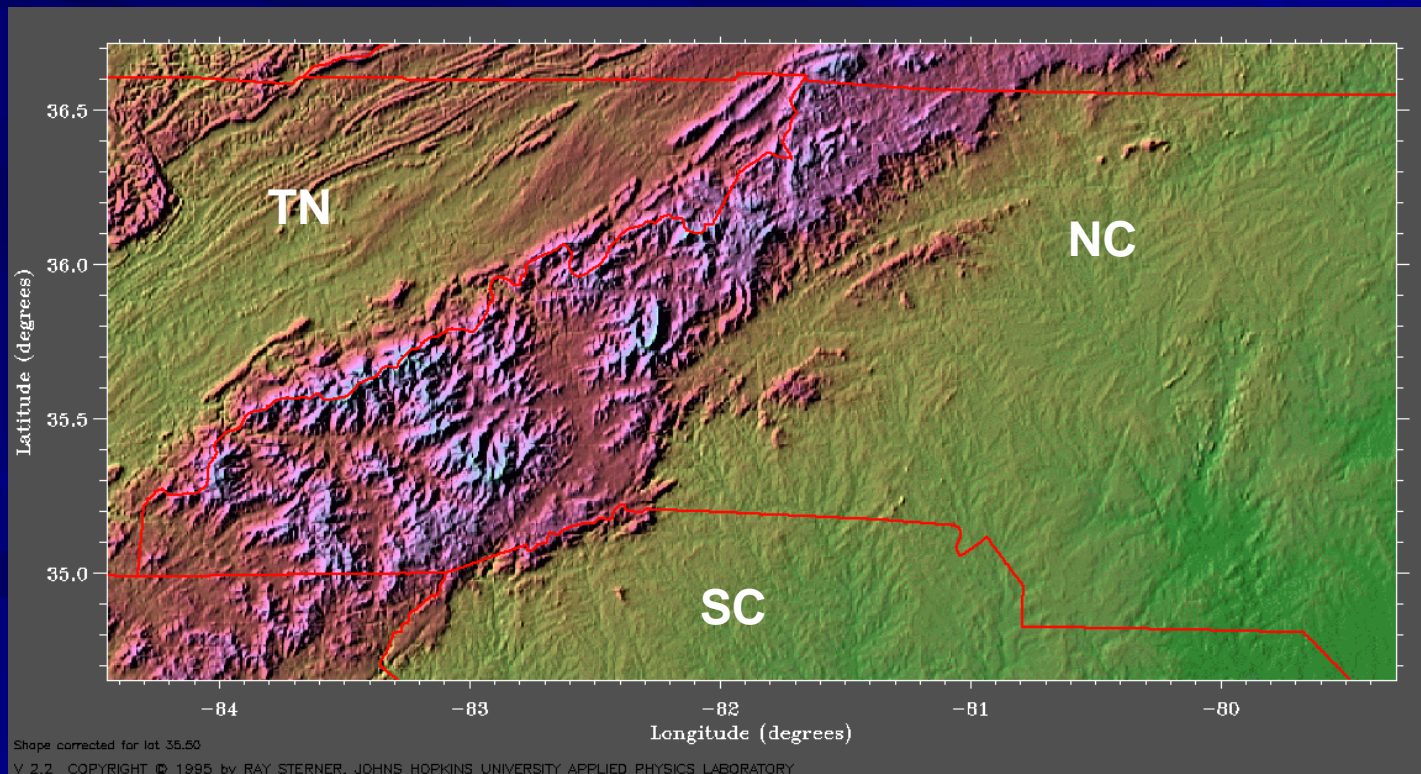 36.5
TN
NC
36.0
Latitude (degrees)
35.5
35.0
SC
−84 −83 −82 −81 −80
Longitude (degrees)
Shape corrected for lat 35.50
V 2.2 COPYRIGHT © 1995 by RAY STERNER, JOHNS HOPKINS UNIVERSITY APPLIED PHYSICS LABORATORY